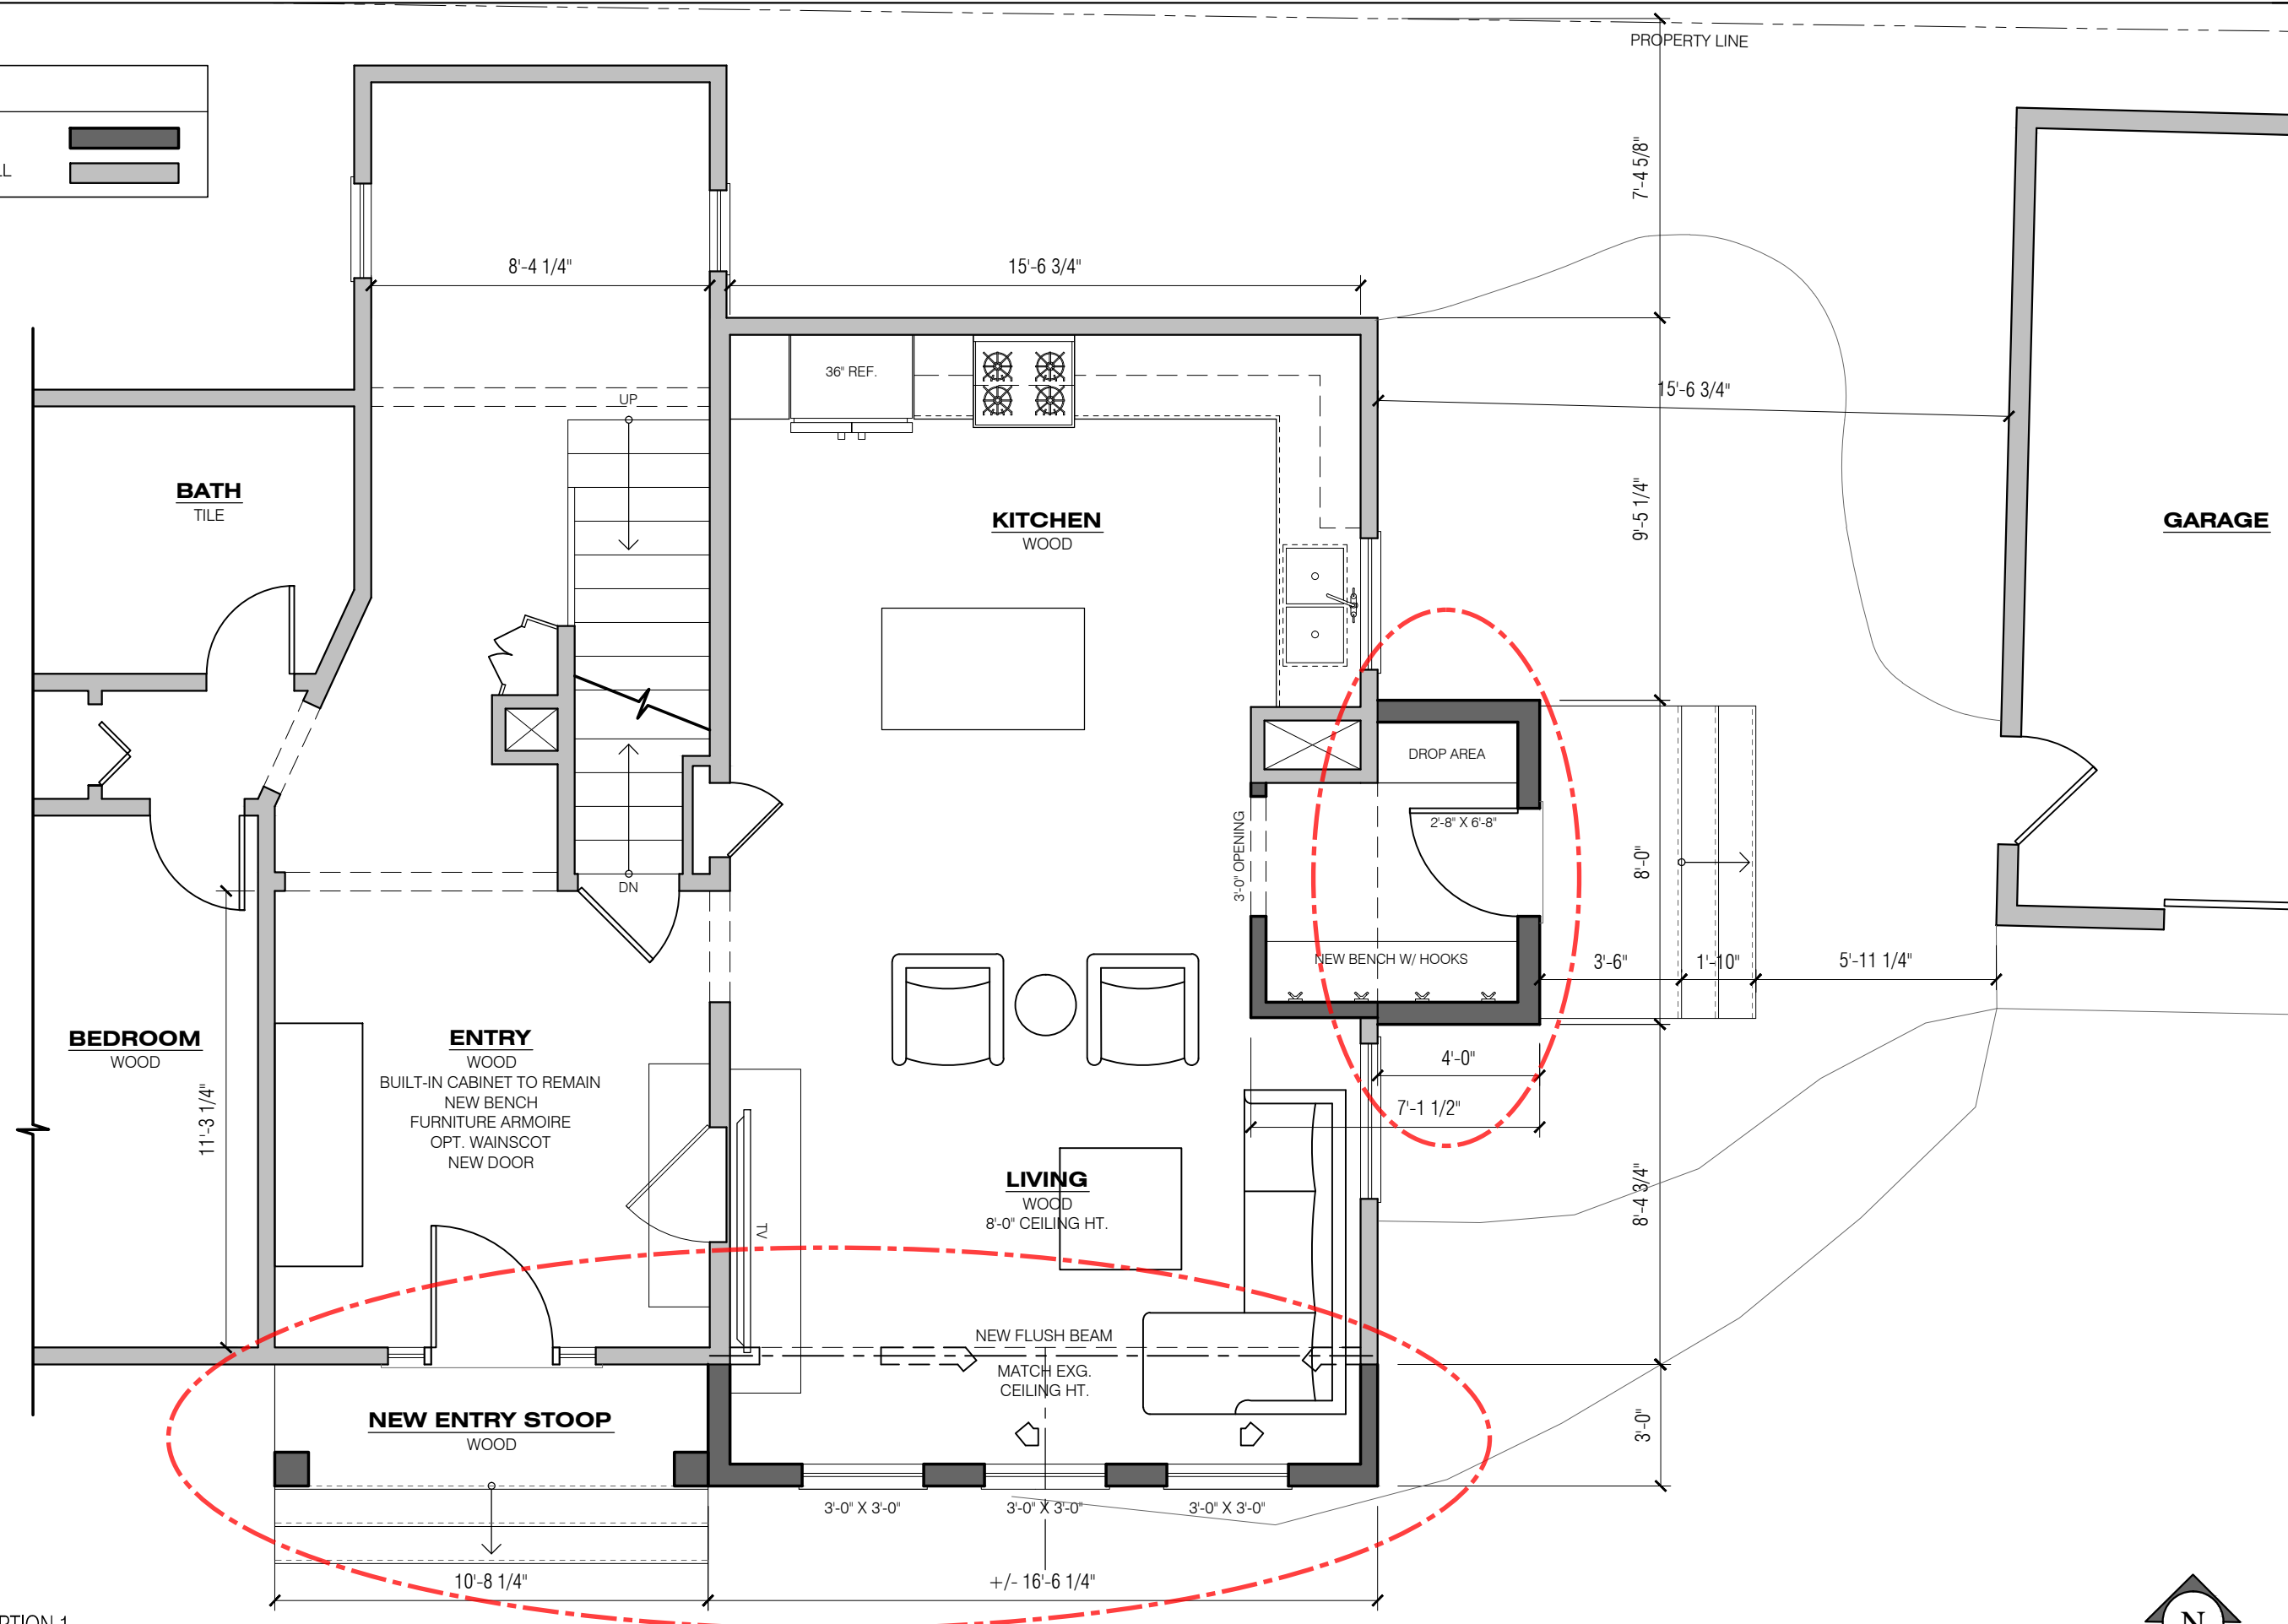 PROPERTY LINE
LL
7'-4 5/8"
8'-4 1/4"
15'-6 3/4"
36" REF.
15'-6 3/4"
UP
BATH
TILE
KITCHEN
WOOD
9'-5 1/4"
GARAGE
DROP AREA
2'-8" X 6'-8"
3'-0" OPENING
8'-0"
DN
NEW BENCH W/ HOOKS
3'-6"
1'-10"
5'-11 1/4"
BEDROOM
WOOD
11'-3 1/4"
ENTRY
WOOD
BUILT-IN CABINET TO REMAIN
NEW BENCH
FURNITURE ARMOIRE
OPT. WAINSCOT
NEW DOOR
4'-0"
7'-1 1/2"
TV
LIVING
WOOD
8'-0" CEILING HT.
8'-4 3/4"
NEW FLUSH BEAM
MATCH EXG.
CEILING HT.
NEW ENTRY STOOP
WOOD
3'-0"
3'-0" X 3'-0"
3'-0" X 3'-0"
3'-0" X 3'-0"
10'-8 1/4"
+/- 16'-6 1/4"
N